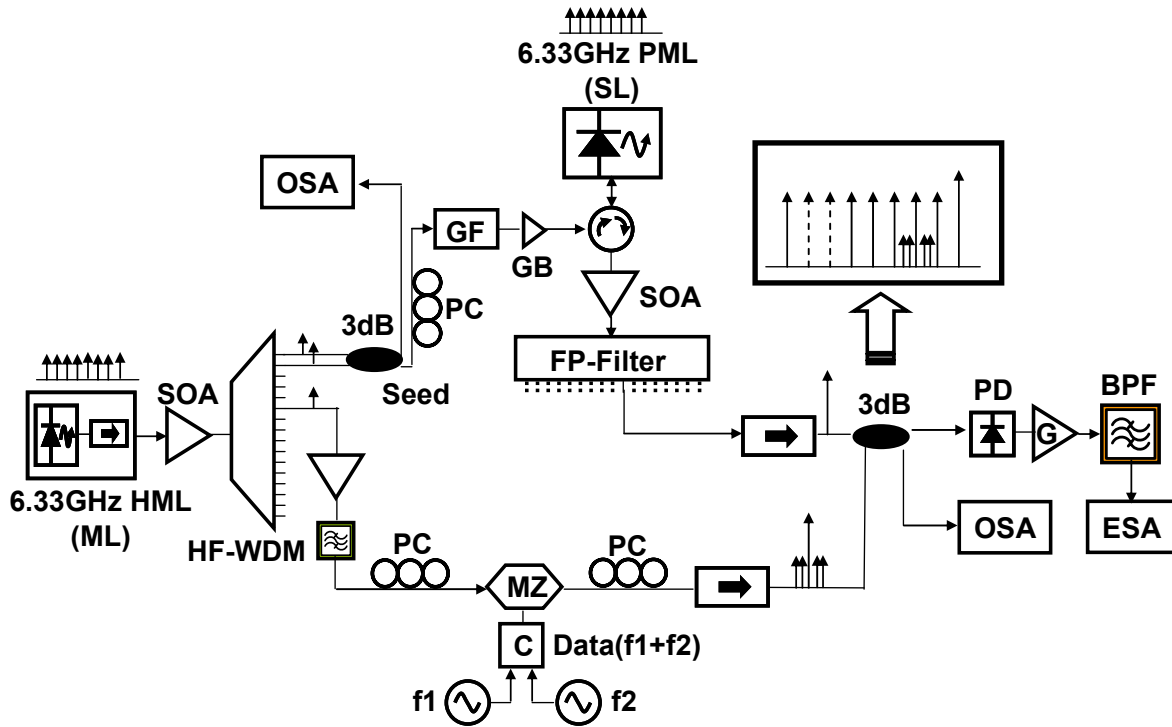 6.33GHz PML
(SL)
OSA
GF
GB
PC
SOA
3dB
Seed
FP-Filter
SOA
6.33GHz HML
(ML)
HF-WDM
3dB
PD
G
BPF
OSA
ESA
PC
MZ
PC
C
Data(f1+f2)
f1
f2